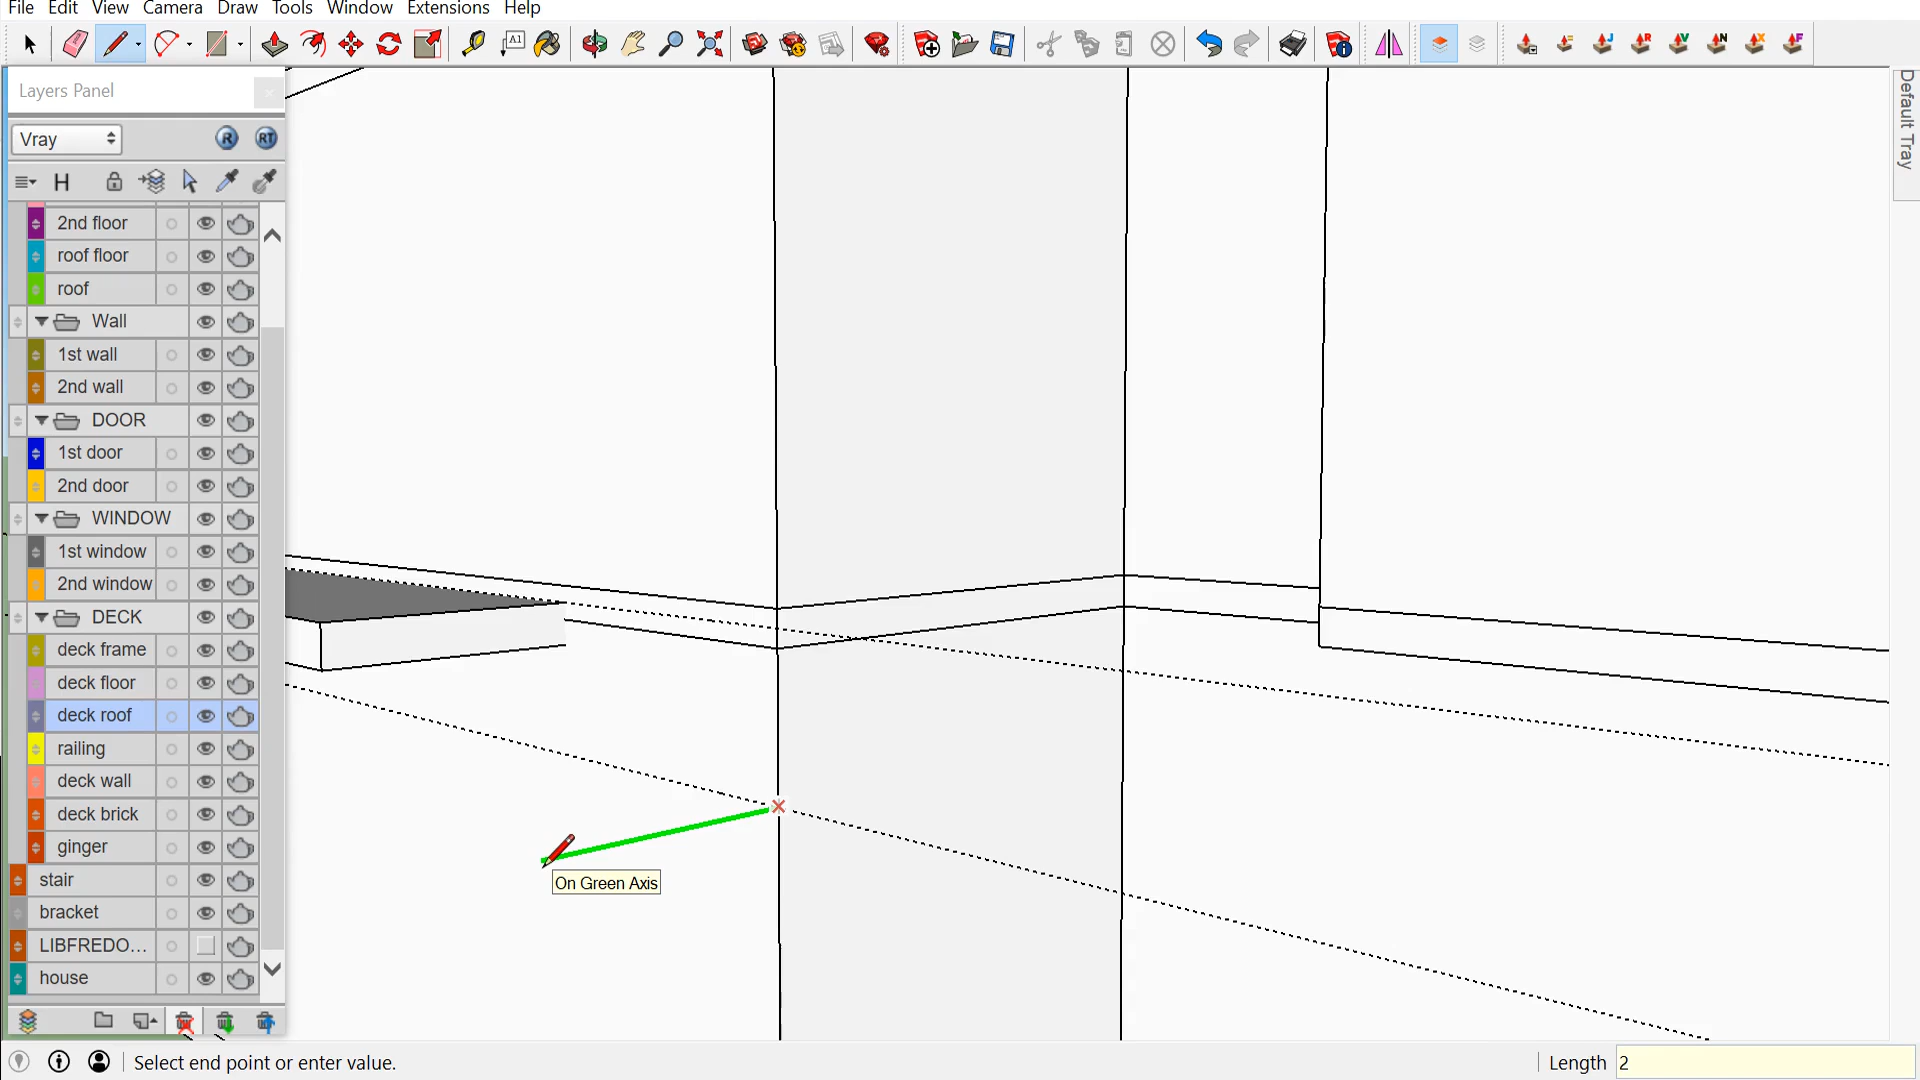 File Edit View Camera Draw Tools Window Extensions Help
A1
J R V N X F
Layers Panel
Default Tray
Vray
R RT
H
2nd floor
roof floor
roof
Wall
1st wall
2nd wall
DOOR
1st door
2nd door
WINDOW
1st window
2nd window
DECK
deck frame
deck floor
deck roof
railing
deck wall
deck brick
ginger
stair
bracket
LIBFREDO...
house
On Green Axis
Select end point or enter value.
Length 2